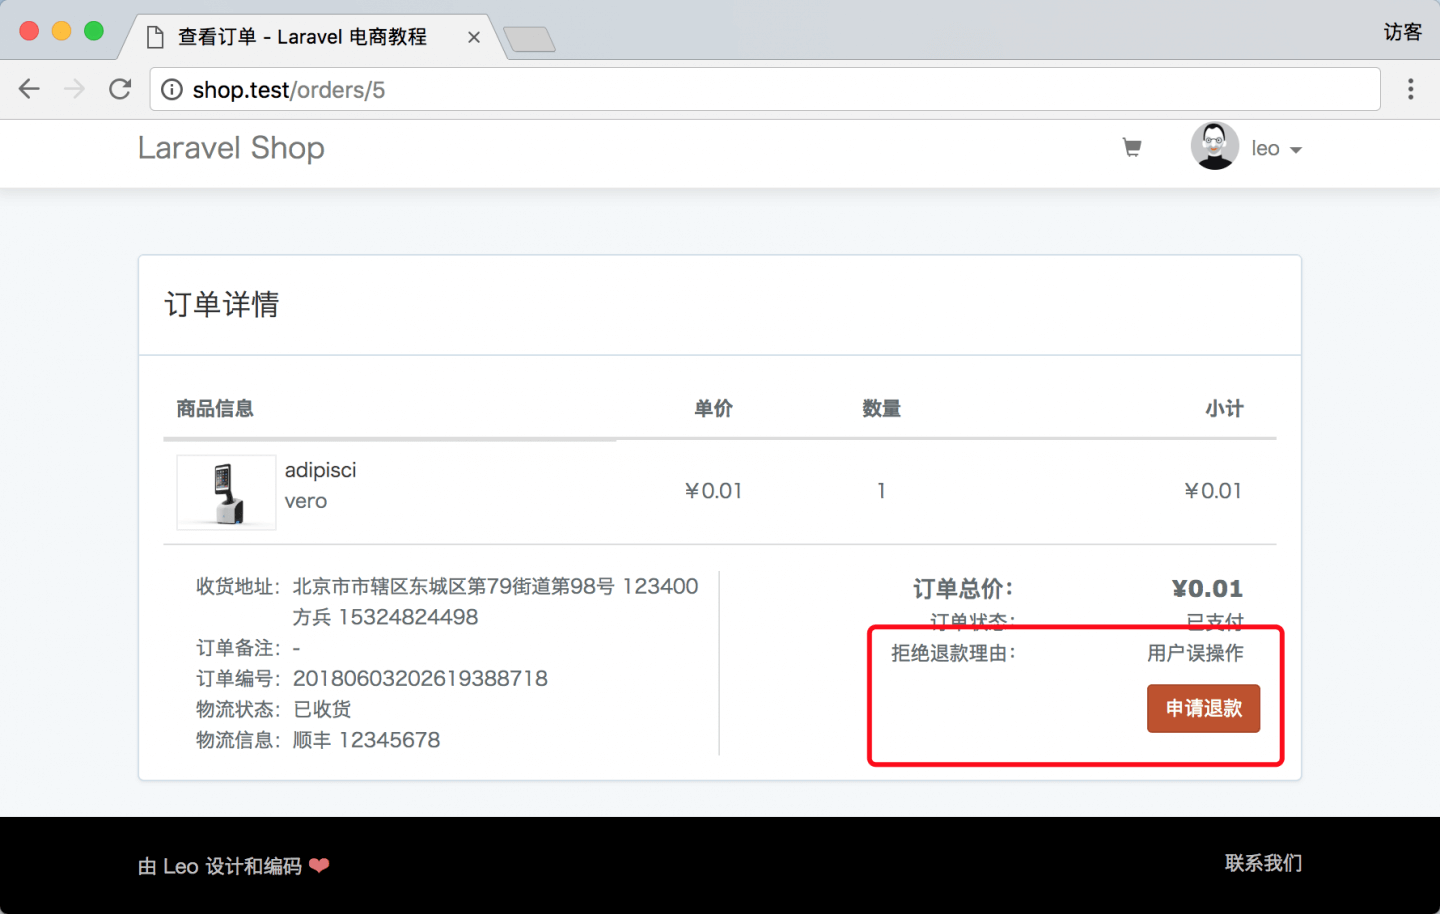 查看订单 - Laravel 电商教程
访客
shop.test/orders/5
Laravel Shop
leo
订单详情
商品信息 单价 数量 小计
adipisci
vero
¥0.01 1 ¥0.01
收货地址: 北京市市辖区东城区第79街道第98号 123400
方兵 15324824498
订单备注: -
订单编号: 20180603202619388718
物流状态: 已收货
物流信息: 顺丰 12345678
订单总价: ¥0.01
订单状态: 已支付
拒绝退款理由: 用户误操作
申请退款
由 Leo 设计和编码 ❤
联系我们